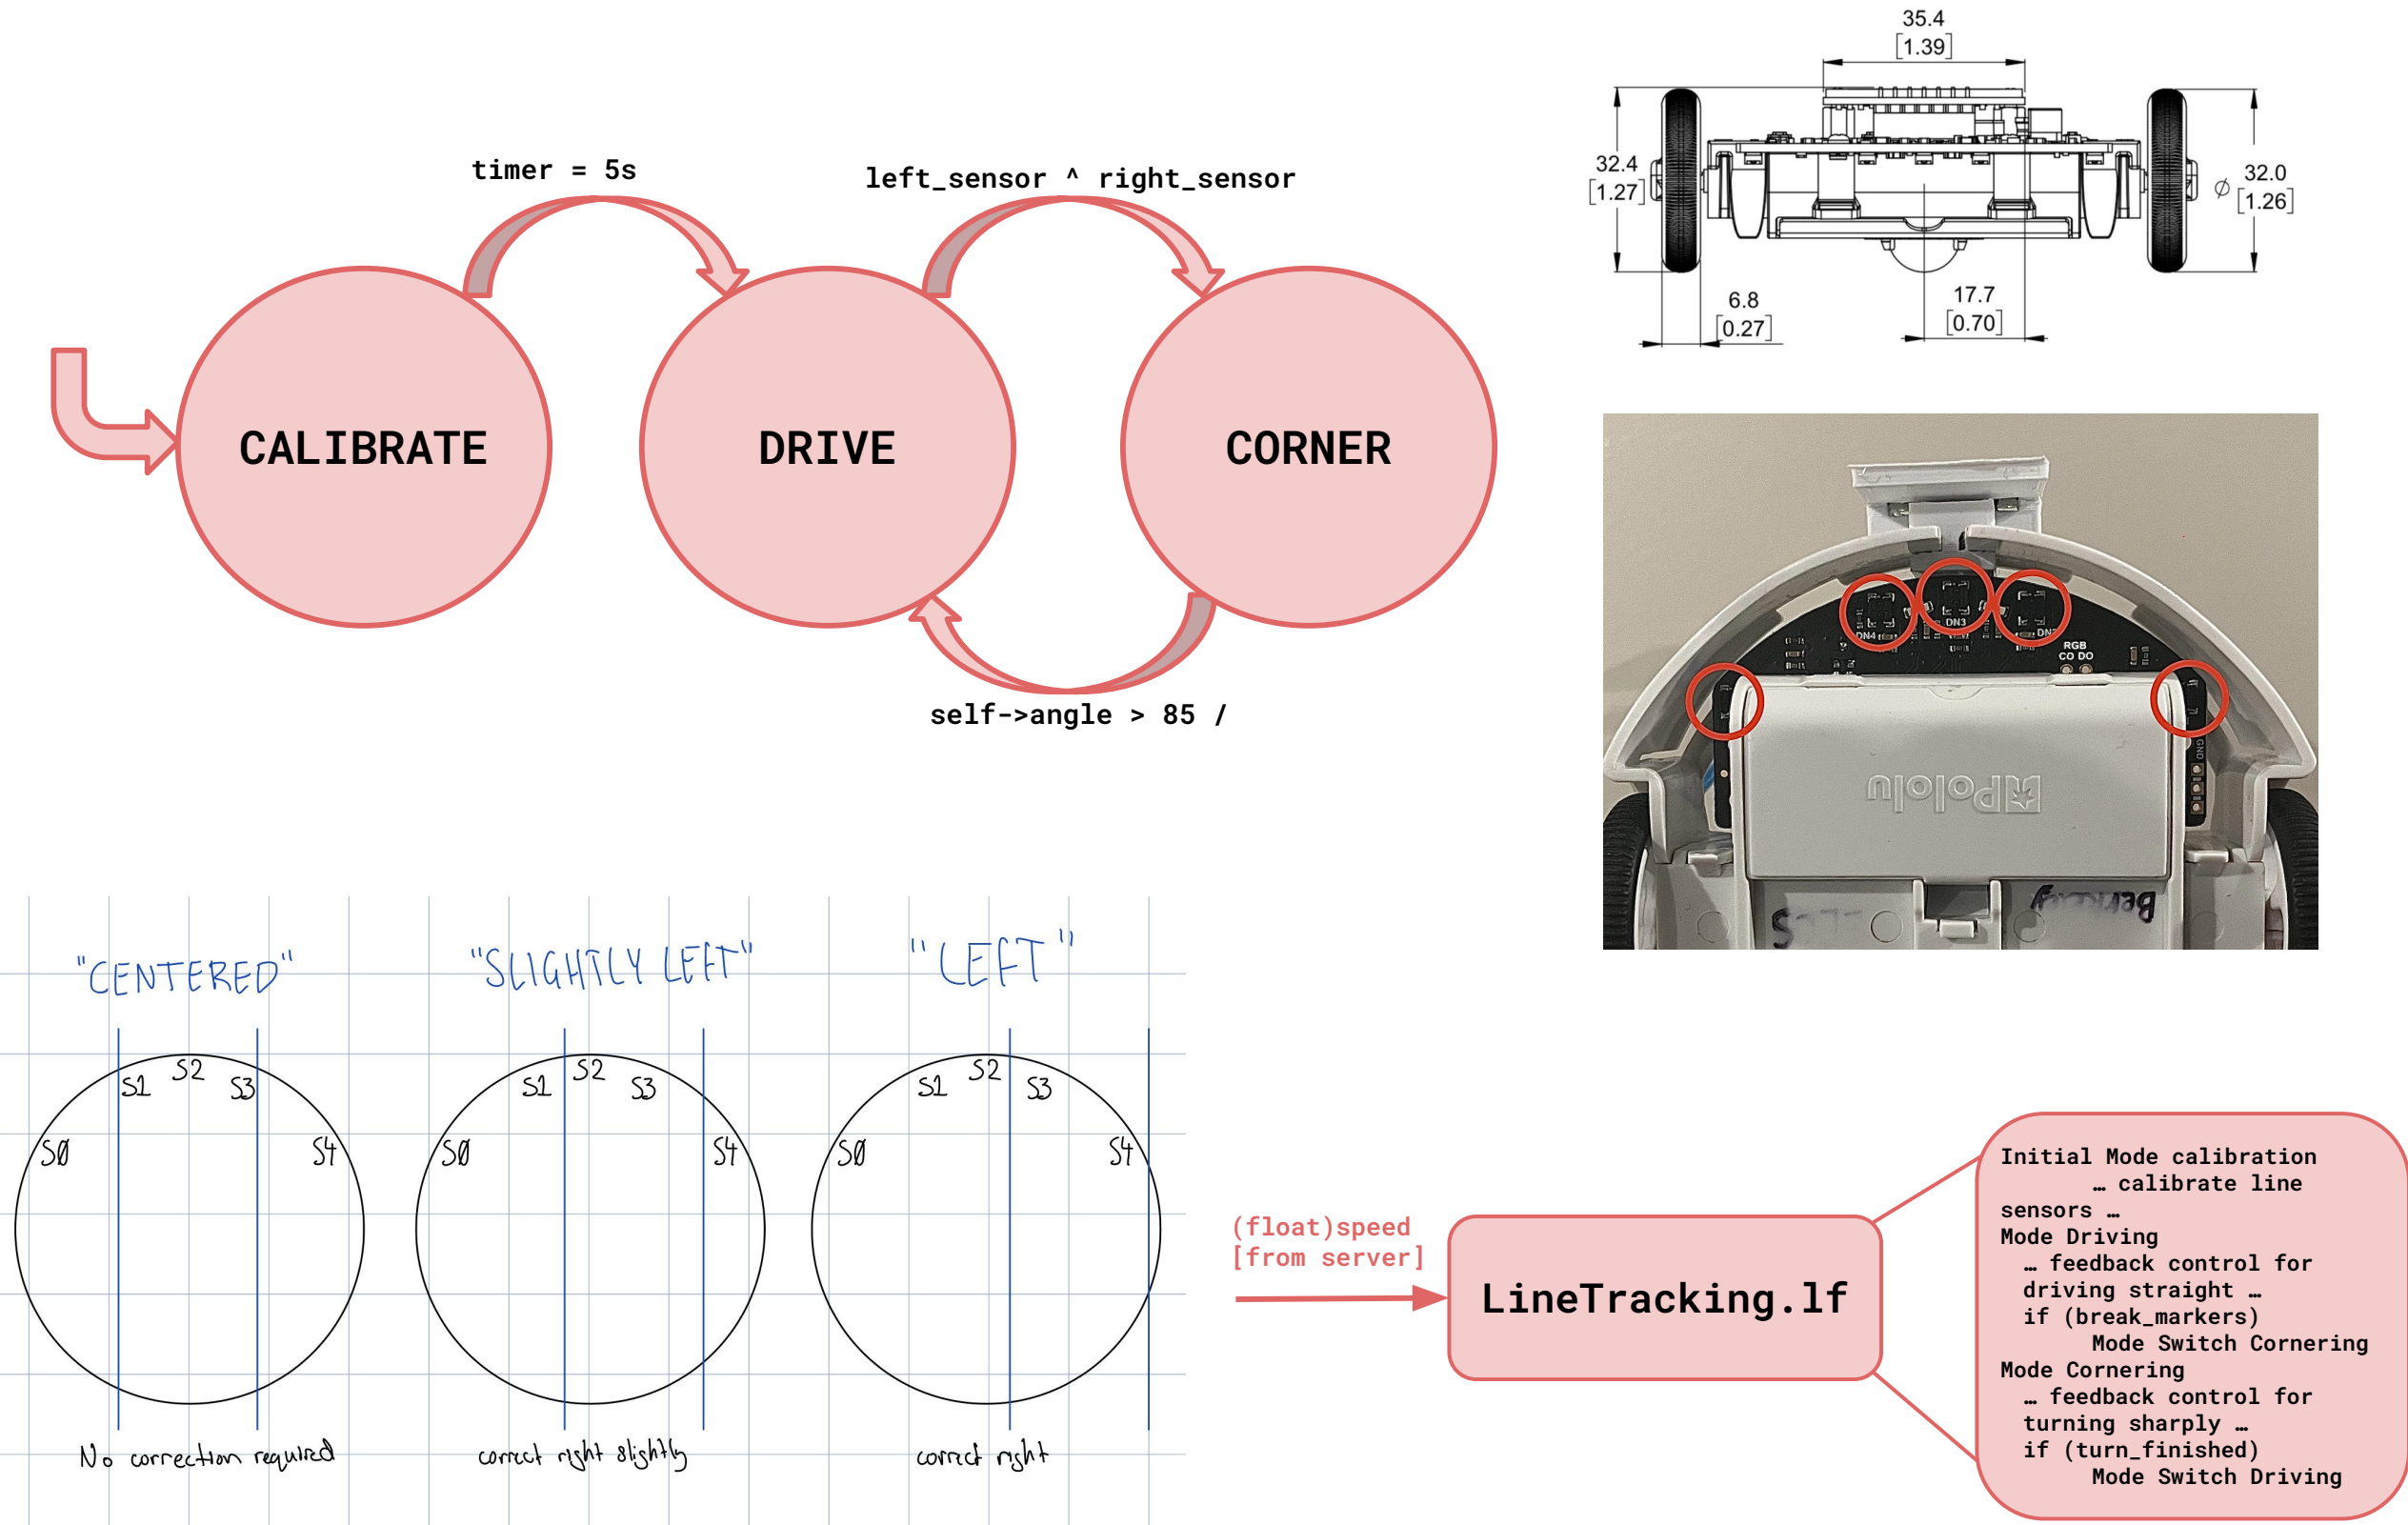 timer = 5s
left_sensor ^ right_sensor
CALIBRATE
DRIVE
CORNER
self->angle > 85 /
35.4
[1.39]
32.4
[1.27]
32.0
[1.26]
6.8
[0.27]
17.7
[0.70]
DN4
DN3
RGB
CO DO
GND
Pololu
Berkeley
"CENTERED"
"SLIGHTLY LEFT"
"LEFT"
S0 S1 S2 S3 S4
S0 S1 S2 S3 S4
S0 S1 S2 S3 S4
No correction required
correct right slightly
correct right
(float)speed
[from server]
LineTracking.lf
Initial Mode calibration
… calibrate line
sensors …
Mode Driving
… feedback control for
driving straight …
if (break_markers)
Mode Switch Cornering
Mode Cornering
… feedback control for
turning sharply …
if (turn_finished)
Mode Switch Driving